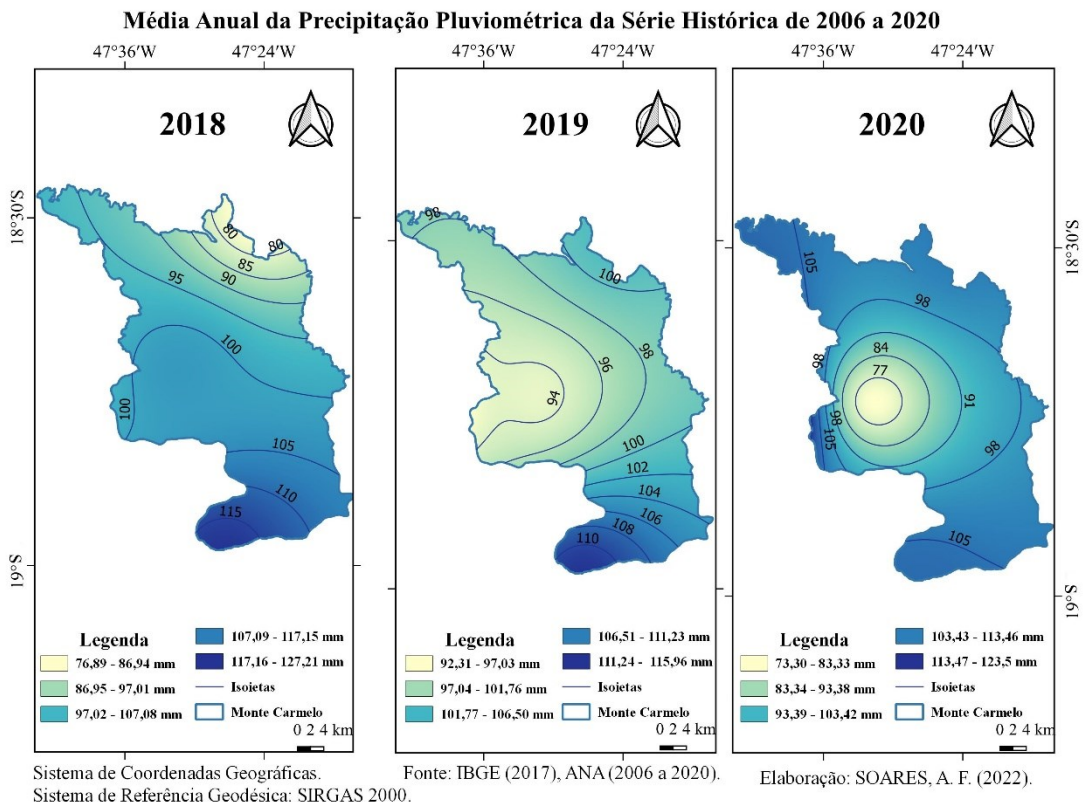 Média Anual da Precipitação Pluviométrica da Série Histórica de 2006 a 2020
47°36'W 47°24'W 47°36'W 47°24'W 47°36'W 47°24'W
2018
2019
2020
18°30'S
18°30'S
19°S
19°S
80
80
85
90
95
100
100
105
110
115
98
100
98
96
94
100
102
104
106
108
110
105
98
98
84
77
91
98
105
98
105
Legenda
76,89 - 86,94 mm
86,95 - 97,01 mm
97,02 - 107,08 mm
107,09 - 117,15 mm
117,16 - 127,21 mm
Isoietas
Monte Carmelo
0 2 4 km
Legenda
92,31 - 97,03 mm
97,04 - 101,76 mm
101,77 - 106,50 mm
106,51 - 111,23 mm
111,24 - 115,96 mm
Isoietas
Monte Carmelo
0 2 4 km
Legenda
73,30 - 83,33 mm
83,34 - 93,38 mm
93,39 - 103,42 mm
103,43 - 113,46 mm
113,47 - 123,5 mm
Isoietas
Monte Carmelo
0 2 4 km
Sistema de Coordenadas Geográficas.
Sistema de Referência Geodésica: SIRGAS 2000.
Fonte: IBGE (2017), ANA (2006 a 2020).
Elaboração: SOARES, A. F. (2022).